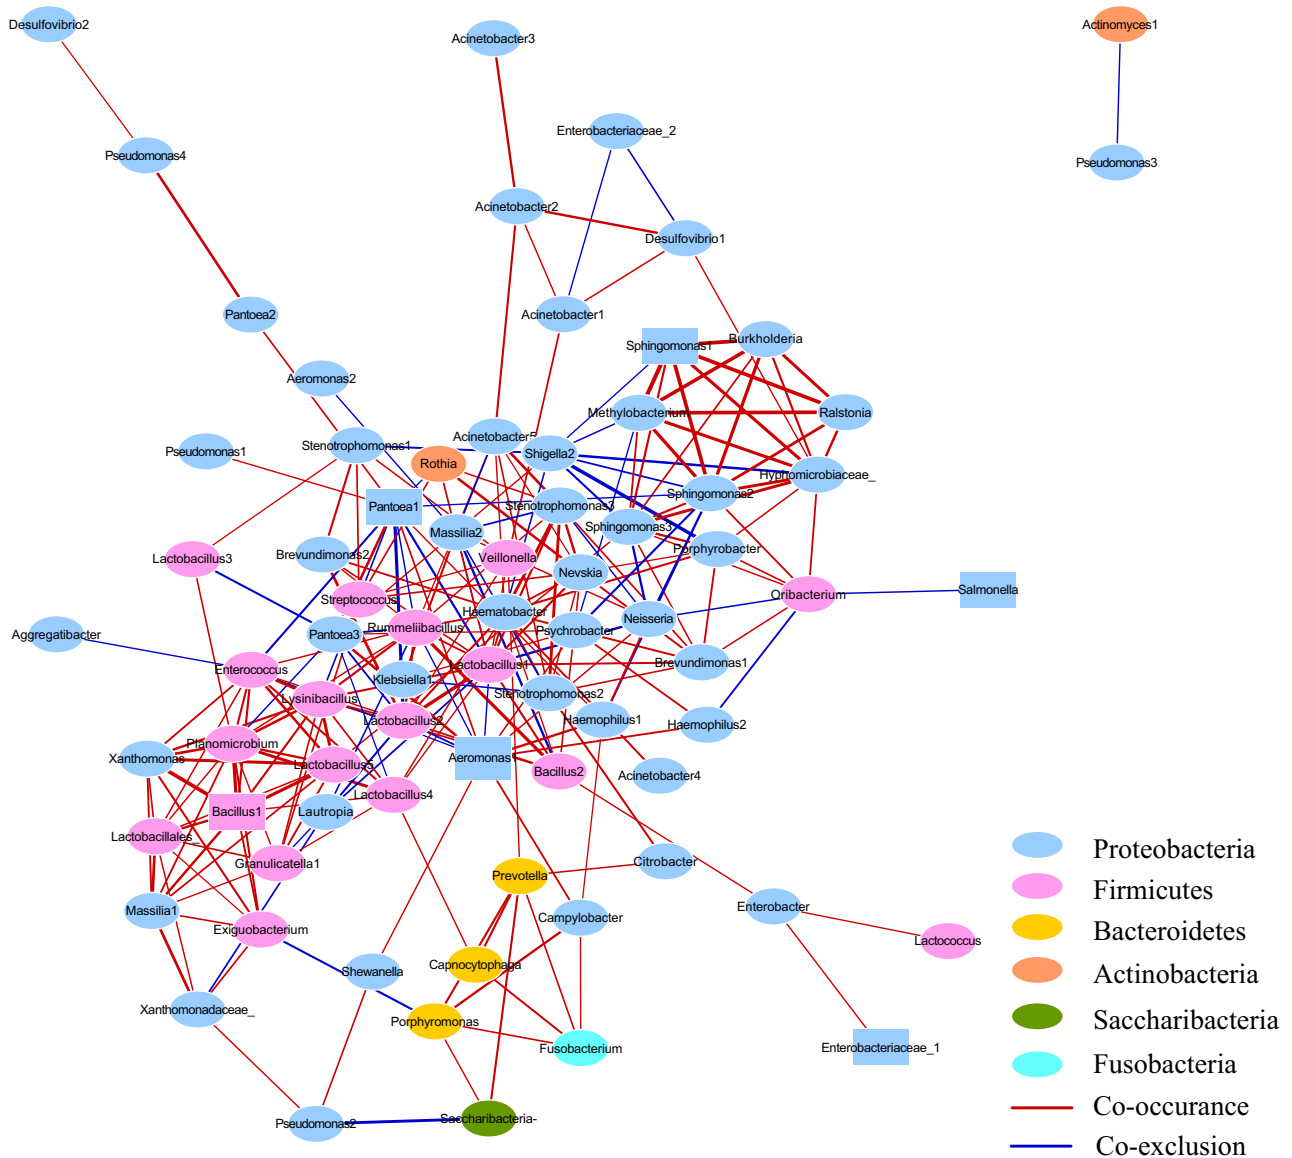 Desulfovibrio2
Actinomyces1
Acinetobacter3
Enterobacteriaceae_2
Pseudomonas4
Pseudomonas3
Acinetobacter2
Desulfovibrio1
Pantoea2
Acinetobacter1
Burkholderia
Sphingomonas1
Aeromonas2
Methylobacterium
Ralstonia
Acinetobacter5
Stenotrophomonas1
Pseudomonas1
Shigella2
Rothia
Hyphomicrobiaceae_
Sphingomonas2
Pantoea1
Stenotrophomonas3
Sphingomonas3
Massilia2
Porphyrobacter
Brevundimonas2
Lactobacillus3
Veillonella
Nevskia
Salmonella
Oribacterium
Streptococcus
Haematobacter
Neisseria
Rummeliibacillus
Psychrobacter
Aggregatibacter
Pantoea3
Brevundimonas1
Lactobacillus1
Enterococcus
Klebsiella1
Stenotrophomonas2
Lysinibacillus
Haemophilus1
Lactobacillus2
Haemophilus2
Planomicrobium
Xanthomonas
Aeromonas1
Lactobacillus5
Bacillus2
Acinetobacter4
Lactobacillus4
Bacillus1
Lautropia
Lactobacillales_
Granulicatella1
Citrobacter
Prevotella
Enterobacter
Massilia1
Campylobacter
Exiguobacterium
Lactococcus
Capnocytophaga
Shewanella
Xanthomonadaceae_
Porphyromonas
Fusobacterium
Enterobacteriaceae_1
Saccharibacteria-
Pseudomonas2
Proteobacteria
Firmicutes
Bacteroidetes
Actinobacteria
Saccharibacteria
Fusobacteria
Co-occurance
Co-exclusion